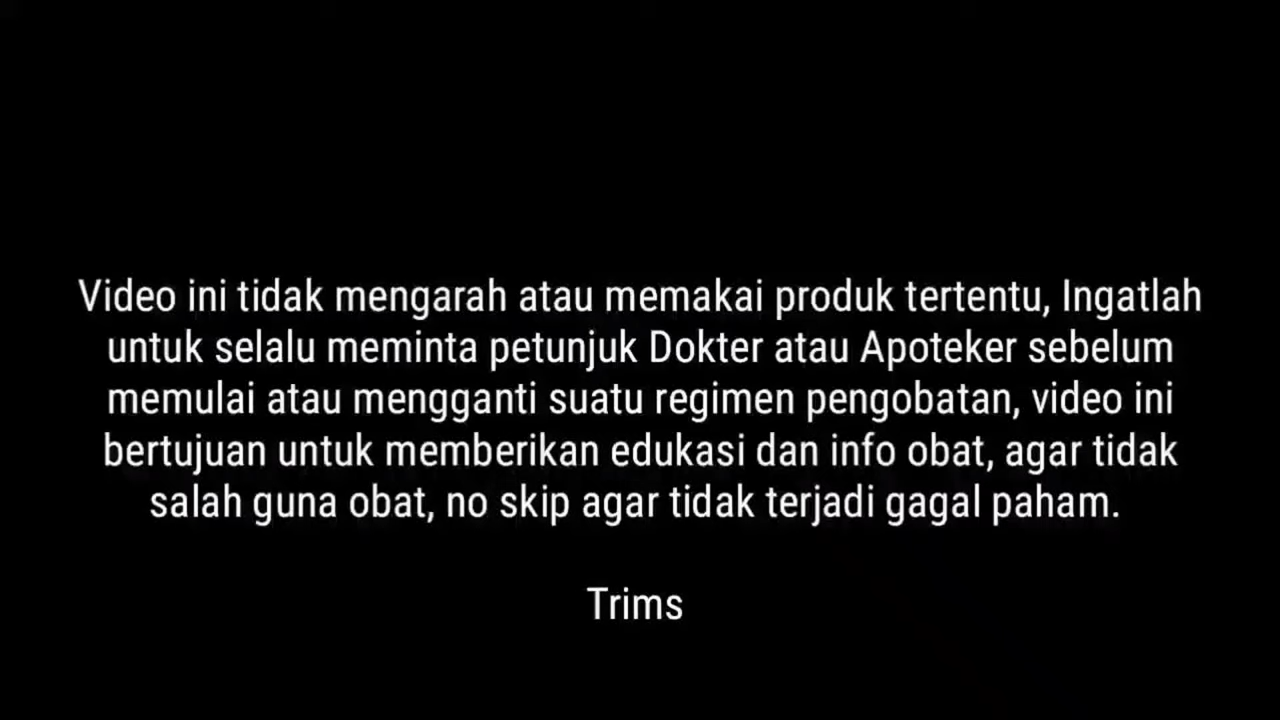 Video ini tidak mengarah atau memakai produk tertentu, Ingatlah
untuk selalu meminta petunjuk Dokter atau Apoteker sebelum
memulai atau mengganti suatu regimen pengobatan, video ini
bertujuan untuk memberikan edukasi dan info obat, agar tidak
salah guna obat, no skip agar tidak terjadi gagal paham.
Trims